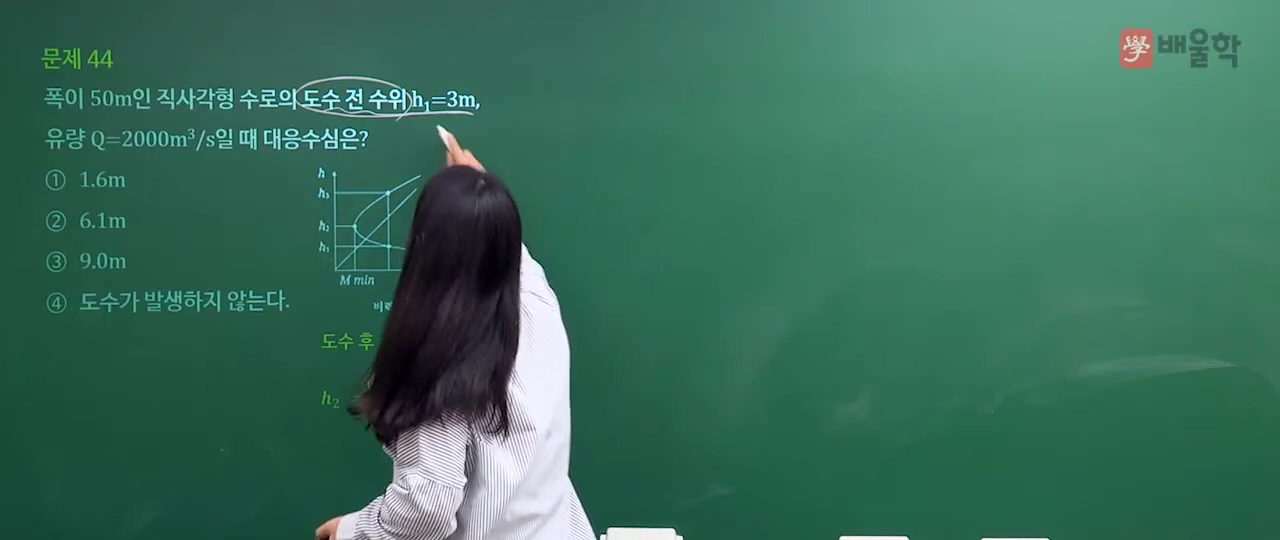 學 배울학
문제 44
폭이 50m인 직사각형 수로의 도수 전 수위 h₁=3m,
유량 Q=2000m³/s일 때 대응수심은?
① 1.6m
② 6.1m
③ 9.0m
④ 도수가 발생하지 않는다.
h
h₃
h₂
h₁
M min
도수 후
h₂